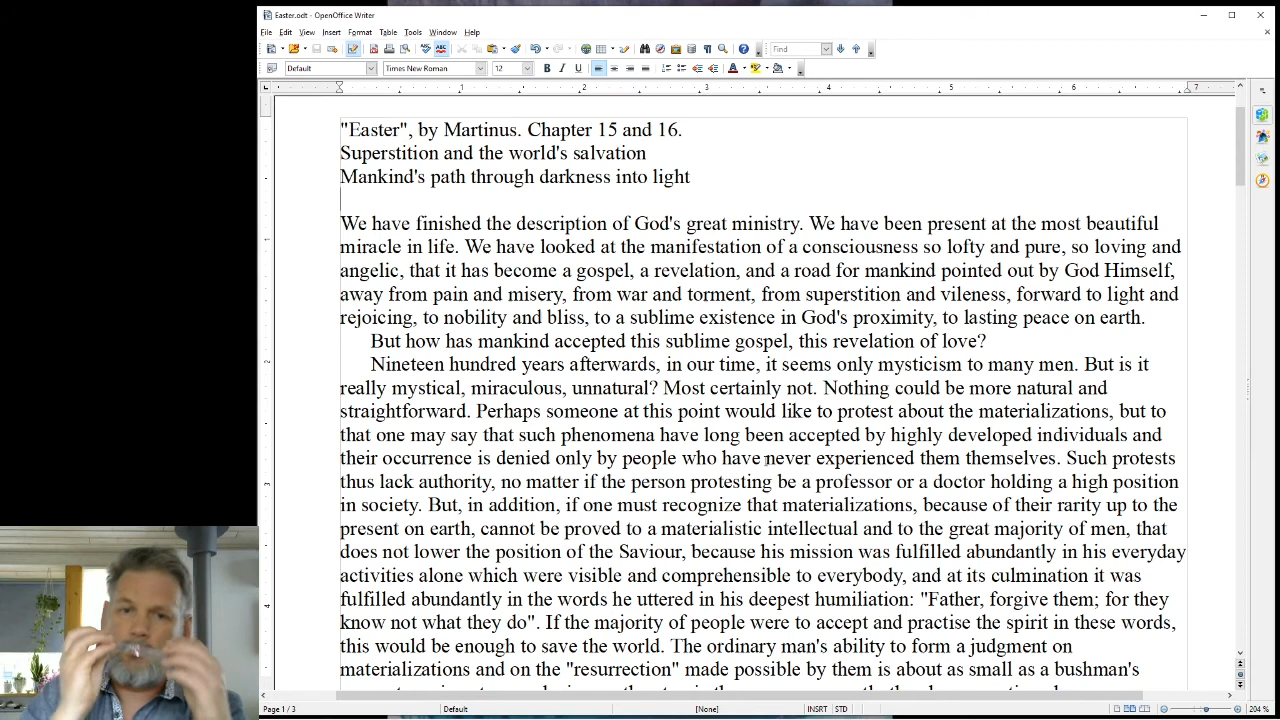 Easter.odt - OpenOffice Writer
File Edit View Insert Format Table Tools Window Help
Find
Default Times New Roman 12
1 2 3 4 5 6 7
"Easter", by Martinus. Chapter 15 and 16.
Superstition and the world's salvation
Mankind's path through darkness into light
We have finished the description of God's great ministry. We have been present at the most beautiful
miracle in life. We have looked at the manifestation of a consciousness so lofty and pure, so loving and
angelic, that it has become a gospel, a revelation, and a road for mankind pointed out by God Himself,
away from pain and misery, from war and torment, from superstition and vileness, forward to light and
rejoicing, to nobility and bliss, to a sublime existence in God's proximity, to lasting peace on earth.
But how has mankind accepted this sublime gospel, this revelation of love?
Nineteen hundred years afterwards, in our time, it seems only mysticism to many men. But is it
really mystical, miraculous, unnatural? Most certainly not. Nothing could be more natural and
straightforward. Perhaps someone at this point would like to protest about the materializations, but to
that one may say that such phenomena have long been accepted by highly developed individuals and
their occurrence is denied only by people who have never experienced them themselves. Such protests
thus lack authority, no matter if the person protesting be a professor or a doctor holding a high position
in society. But, in addition, if one must recognize that materializations, because of their rarity up to the
present on earth, cannot be proved to a materialistic intellectual and to the great majority of men, that
does not lower the position of the Saviour, because his mission was fulfilled abundantly in his everyday
activities alone which were visible and comprehensible to everybody, and at its culmination it was
fulfilled abundantly in the words he uttered in his deepest humiliation: "Father, forgive them; for they
know not what they do". If the majority of people were to accept and practise the spirit in these words,
this would be enough to save the world. The ordinary man's ability to form a judgment on
materializations and on the "resurrection" made possible by them is about as small as a bushman's
Page 1 / 3 Default [None] INSRT STD 204 %